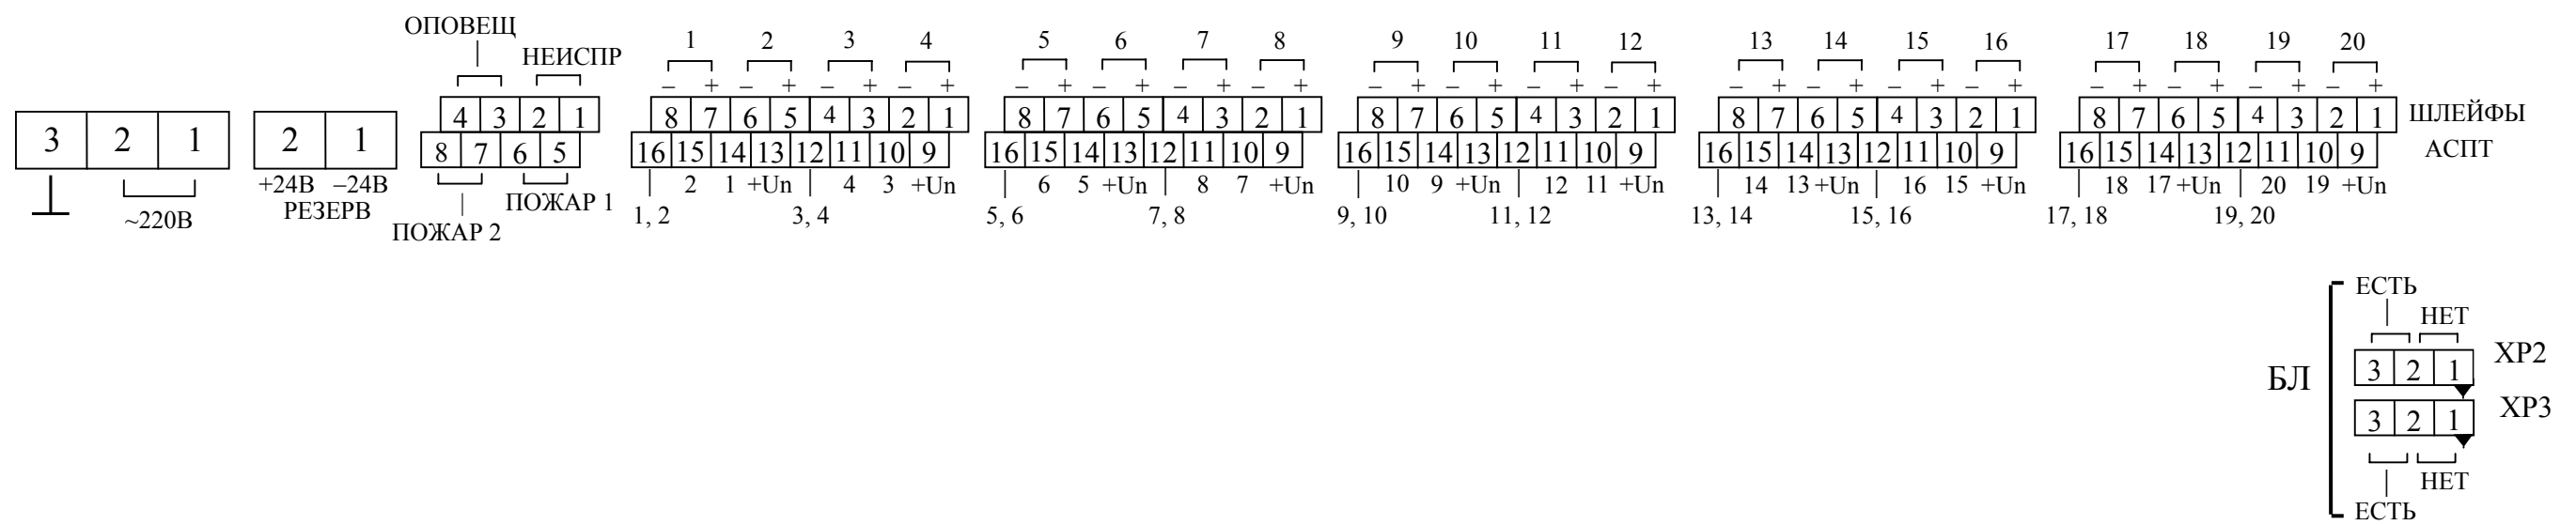 ОПОВЕЩ
НЕИСПР
1 2 3 4 5 6 7 8 9 10 11 12 13 14 15 16 17 18 19 20
– + – + – + – + – + – + – + – + – + – + – + – + – + – + – + – + – + – + – + – +
4 3 2 1 8 7 6 5 4 3 2 1 8 7 6 5 4 3 2 1 8 7 6 5 4 3 2 1 8 7 6 5 4 3 2 1 8 7 6 5 4 3 2 1 ШЛЕЙФЫ
3 2 1 2 1 8 7 6 5 16 15 14 13 12 11 10 9 16 15 14 13 12 11 10 9 16 15 14 13 12 11 10 9 16 15 14 13 12 11 10 9 16 15 14 13 12 11 10 9 АСПТ
+24В –24В 2 1 +Un 4 3 +Un 6 5 +Un 8 7 +Un 10 9 +Un 12 11 +Un 14 13 +Un 16 15 +Un 18 17 +Un 20 19 +Un
~220В РЕЗЕРВ ПОЖАР 1 1, 2 3, 4 5, 6 7, 8 9, 10 11, 12 13, 14 15, 16 17, 18 19, 20
ПОЖАР 2
ЕСТЬ
НЕТ
3 2 1 ХР2
БЛ
3 2 1 ХР3
НЕТ
ЕСТЬ